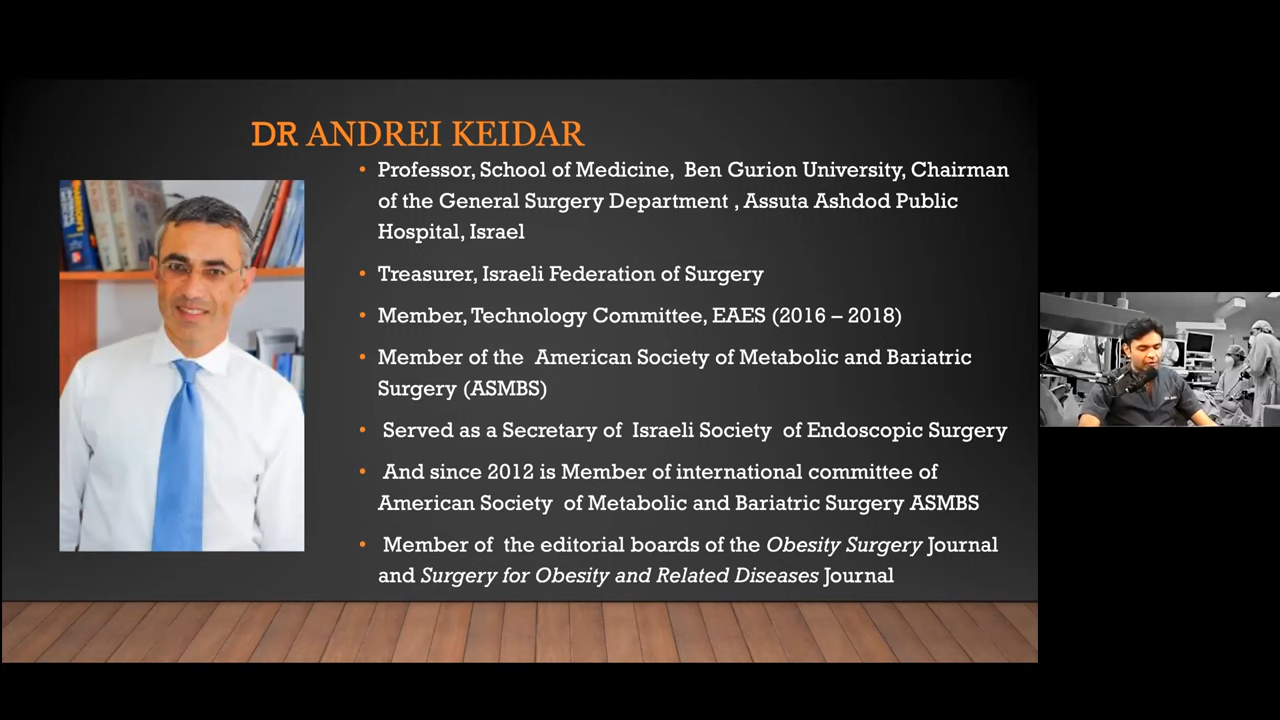 DR ANDREI KEIDAR
• Professor, School of Medicine, Ben Gurion University, Chairman
of the General Surgery Department , Assuta Ashdod Public
Hospital, Israel
• Treasurer, Israeli Federation of Surgery
• Member, Technology Committee, EAES (2016 – 2018)
• Member of the American Society of Metabolic and Bariatric
Surgery (ASMBS)
• Served as a Secretary of Israeli Society of Endoscopic Surgery
• And since 2012 is Member of international committee of
American Society of Metabolic and Bariatric Surgery ASMBS
• Member of the editorial boards of the Obesity Surgery Journal
and Surgery for Obesity and Related Diseases Journal